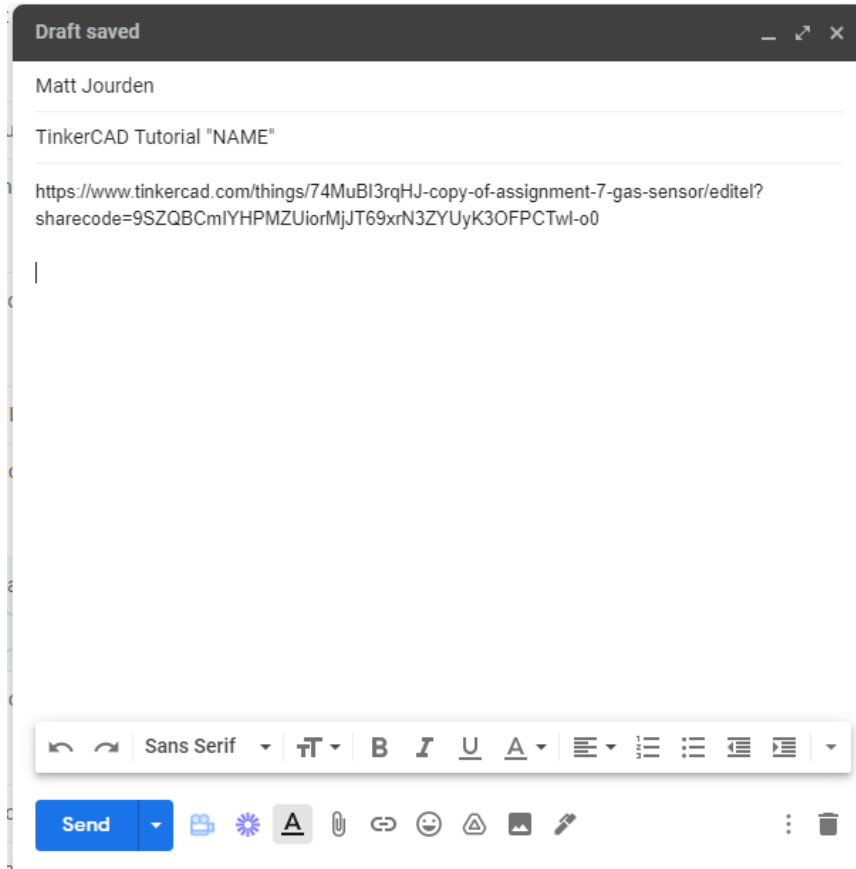 Draft saved
Matt Jourden
TinkerCAD Tutorial "NAME"
https://www.tinkercad.com/things/74MuBI3rqHJ-copy-of-assignment-7-gas-sensor/editel?
sharecode=9SZQBCmIYHPMZUiorMjJT69xrN3ZYUyK3OFPCTwl-o0
Sans Serif
Send